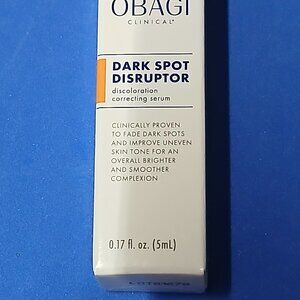 OBAGI
CLINICAL®
DARK SPOT
DISRUPTOR
discoloration
correcting serum
CLINICALLY PROVEN
TO FADE DARK SPOTS
AND IMPROVE UNEVEN
SKIN TONE FOR AN
OVERALL BRIGHTER
AND SMOOTHER
COMPLEXION
0.17 fl. oz. (5mL)